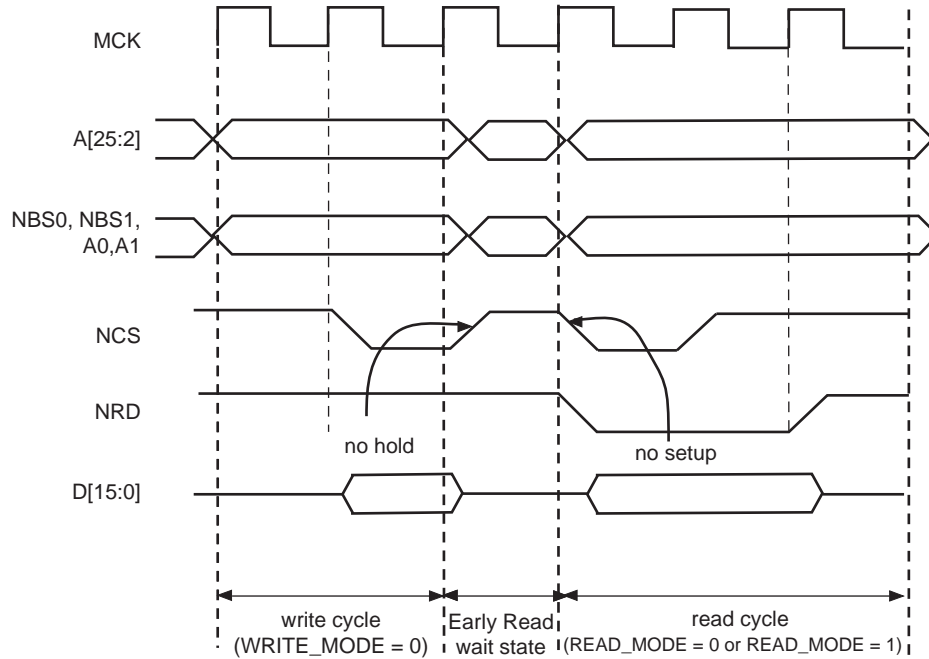 MCK
A[25:2]
NBS0, NBS1,
A0,A1
NCS
NRD
no hold
no setup
D[15:0]
write cycle
(WRITE_MODE = 0)
Early Read
wait state
read cycle
(READ_MODE = 0 or READ_MODE = 1)